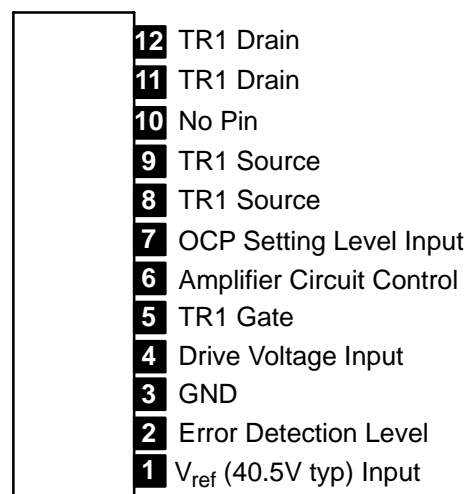 12 TR1 Drain
11 TR1 Drain
10 No Pin
9 TR1 Source
8 TR1 Source
7 OCP Setting Level Input
6 Amplifier Circuit Control
5 TR1 Gate
4 Drive Voltage Input
3 GND
2 Error Detection Level
1 Vref (40.5V typ) Input